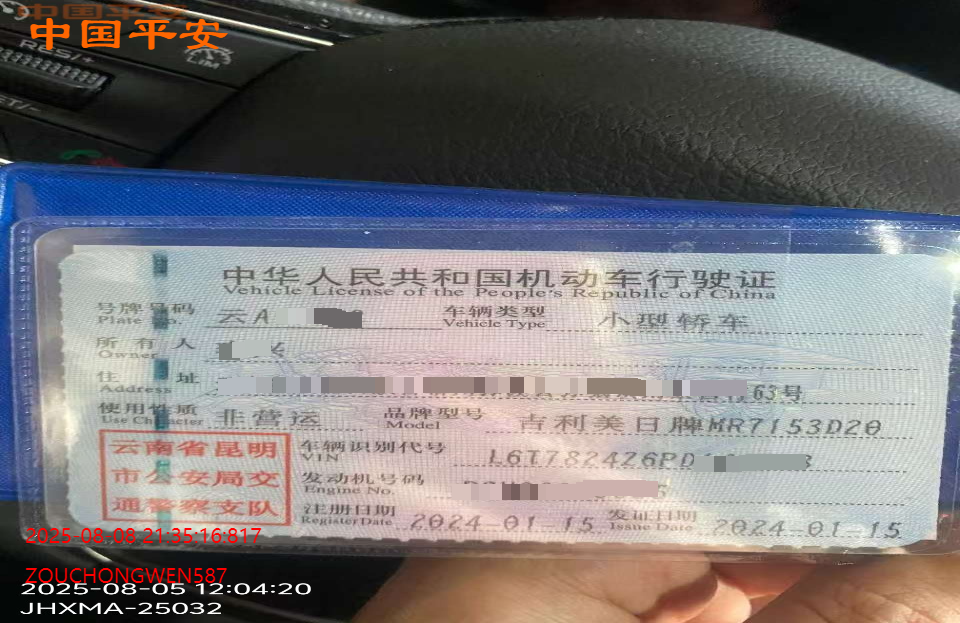 中国平安
RES/+
LIM
中华人民共和国机动车行驶证
Vehicle License of the People's Republic of China
号牌号码 云A 车辆类型 小型轿车
Plate No. Vehicle Type
所有人
Owner
住址 63号
Address
使用性质 非营运 品牌型号 吉利美日牌MR7153D20
Use Character Model
云南省昆明
市公安局交
通警察支队
车辆识别代号 L6T7824Z6PD
VIN
发动机号码
Engine No.
注册日期 2024-01-15 发证日期 2024-01-15
Register Date Issue Date
2025-08-08 21:35:16:817
ZOUCHONGWEN587
2025-08-05 12:04:20
JHXMA-25032